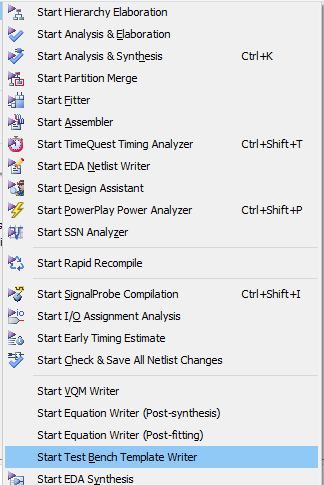 Start Hierarchy Elaboration
Start Analysis & Elaboration
Start Analysis & Synthesis Ctrl+K
Start Partition Merge
Start Fitter
Start Assembler
Start TimeQuest Timing Analyzer Ctrl+Shift+T
Start EDA Netlist Writer
Start Design Assistant
Start PowerPlay Power Analyzer Ctrl+Shift+P
Start SSN Analyzer
Start Rapid Recompile
Start SignalProbe Compilation Ctrl+Shift+I
Start I/O Assignment Analysis
Start Early Timing Estimate
Start Check & Save All Netlist Changes
Start VQM Writer
Start Equation Writer (Post-synthesis)
Start Equation Writer (Post-fitting)
Start Test Bench Template Writer
Start EDA Synthesis